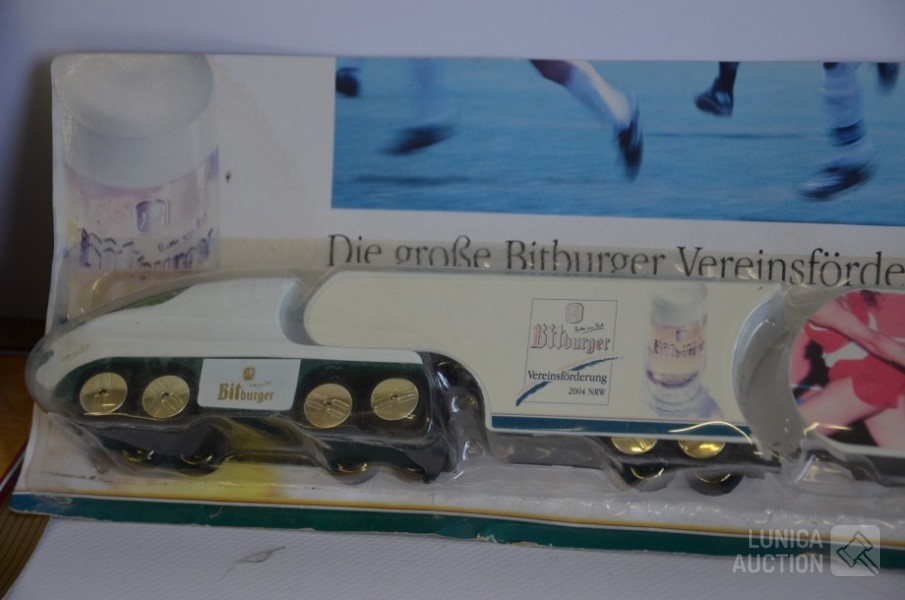 Die große Bitburger Vereinsförde
Bitburger
Bitburger
Vereinsförderung
2004 NRW
LUNICA
AUCTION